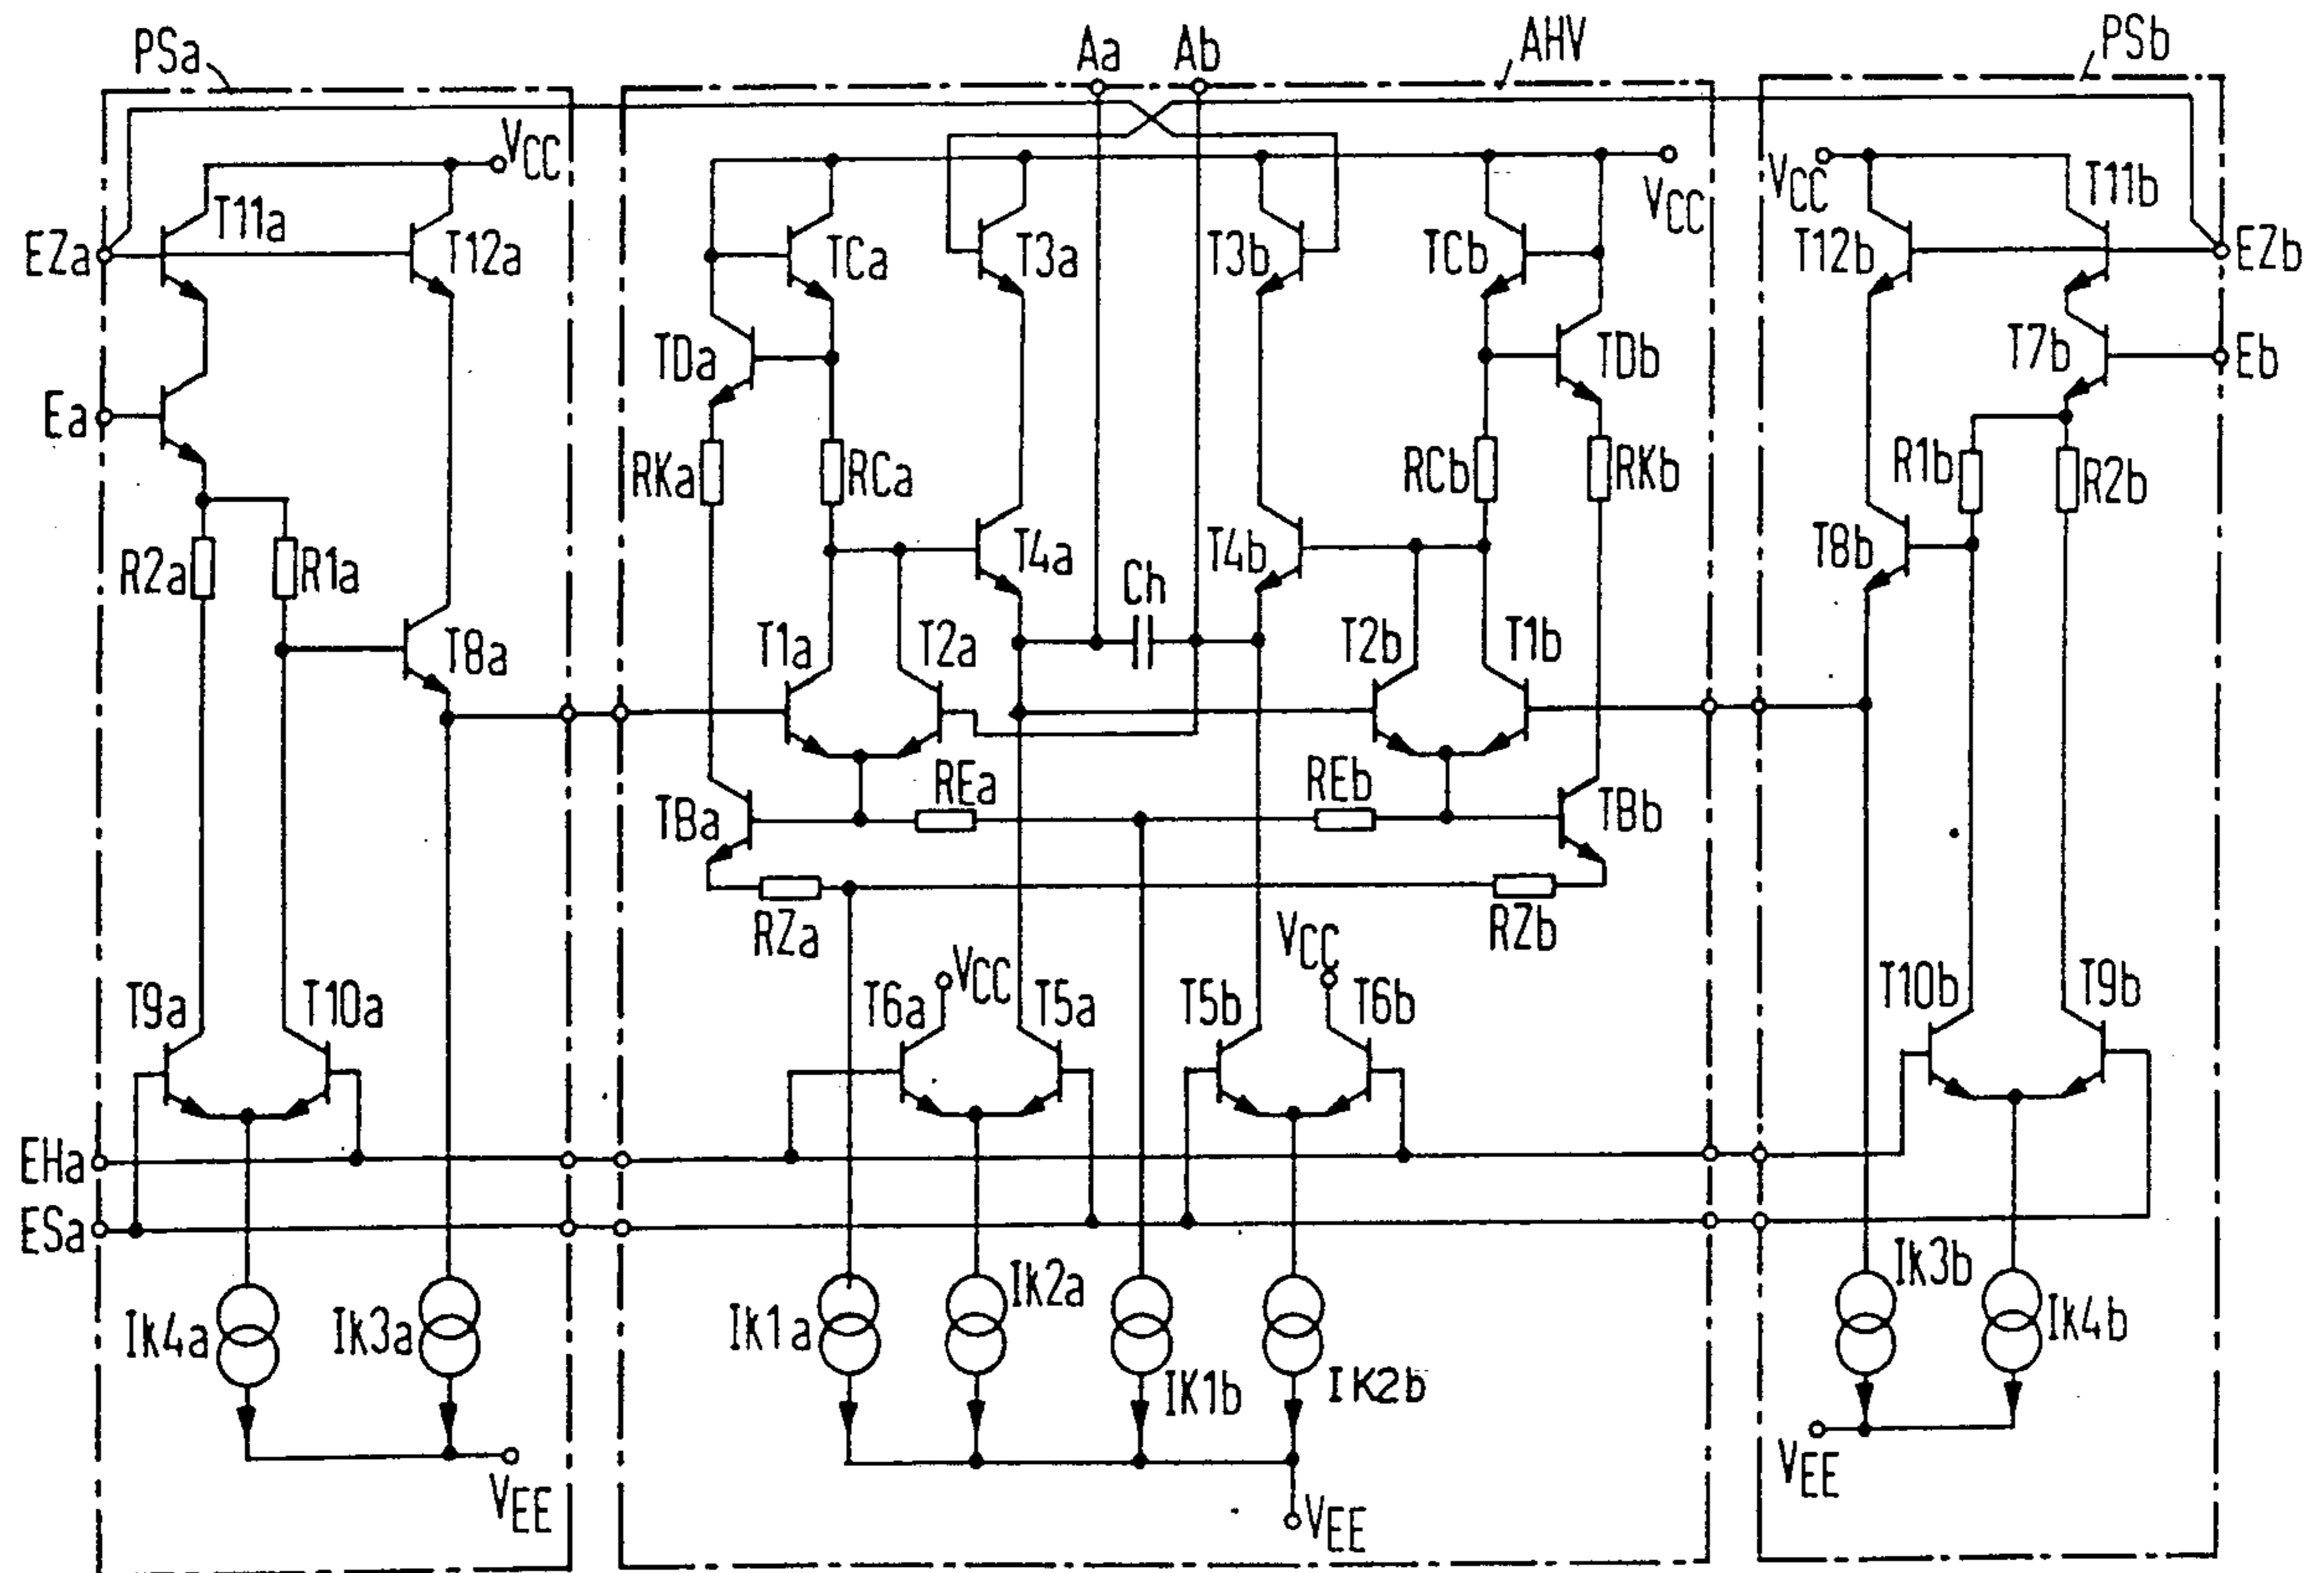 PSa
Aa
Ab
AHV
PSb
VCC
VCC
VCC
EZa
T11a
T12a
TCa
T3a
T3b
TCb
T12b
T11b
EZb
TDa
TDb
T7b
Eb
Ea
RKa
RCa
RCb
RKb
R1b
R2b
R2a
R1a
T4a
T4b
T8b
Ch
T8a
T1a
T2a
T2b
T1b
REa
REb
TBa
TBb
RZa
RZb
VCC
VCC
T9a
T10a
T6a
T5a
T5b
T6b
T10b
T9b
EHa
ESa
Ik4a
Ik3a
Ik1a
Ik2a
IK1b
IK2b
Ik3b
Ik4b
VEE
VEE
VEE